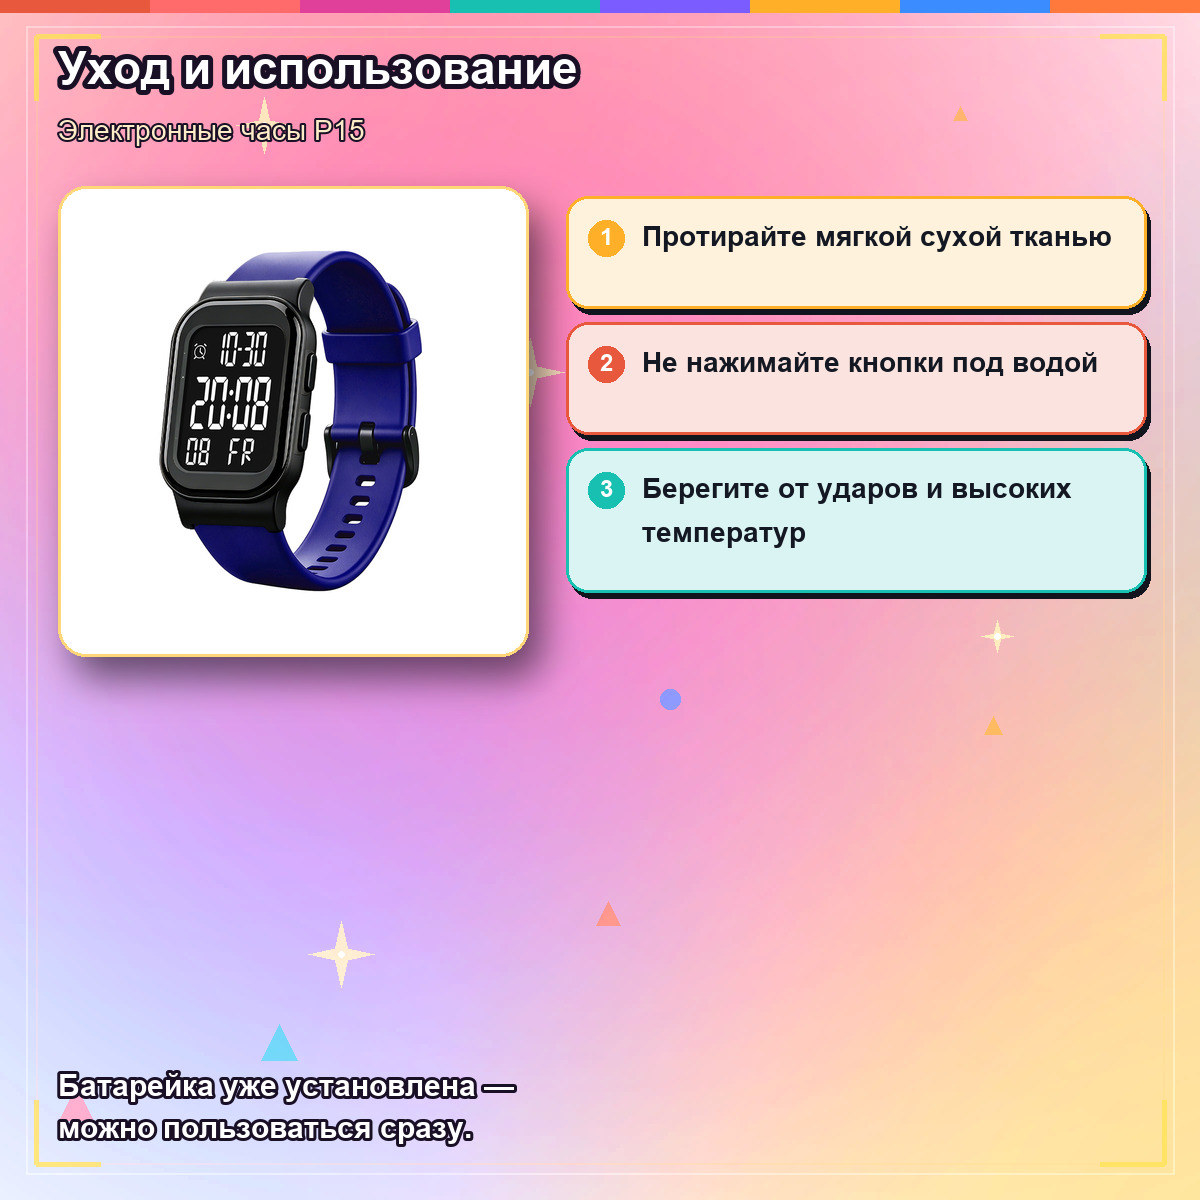 Уход и использование
Электронные часы P15
10:30
20:08
08 FR
1 Протирайте мягкой сухой тканью
2 Не нажимайте кнопки под водой
3 Берегите от ударов и высоких
температур
Батарейка уже установлена —
можно пользоваться сразу.